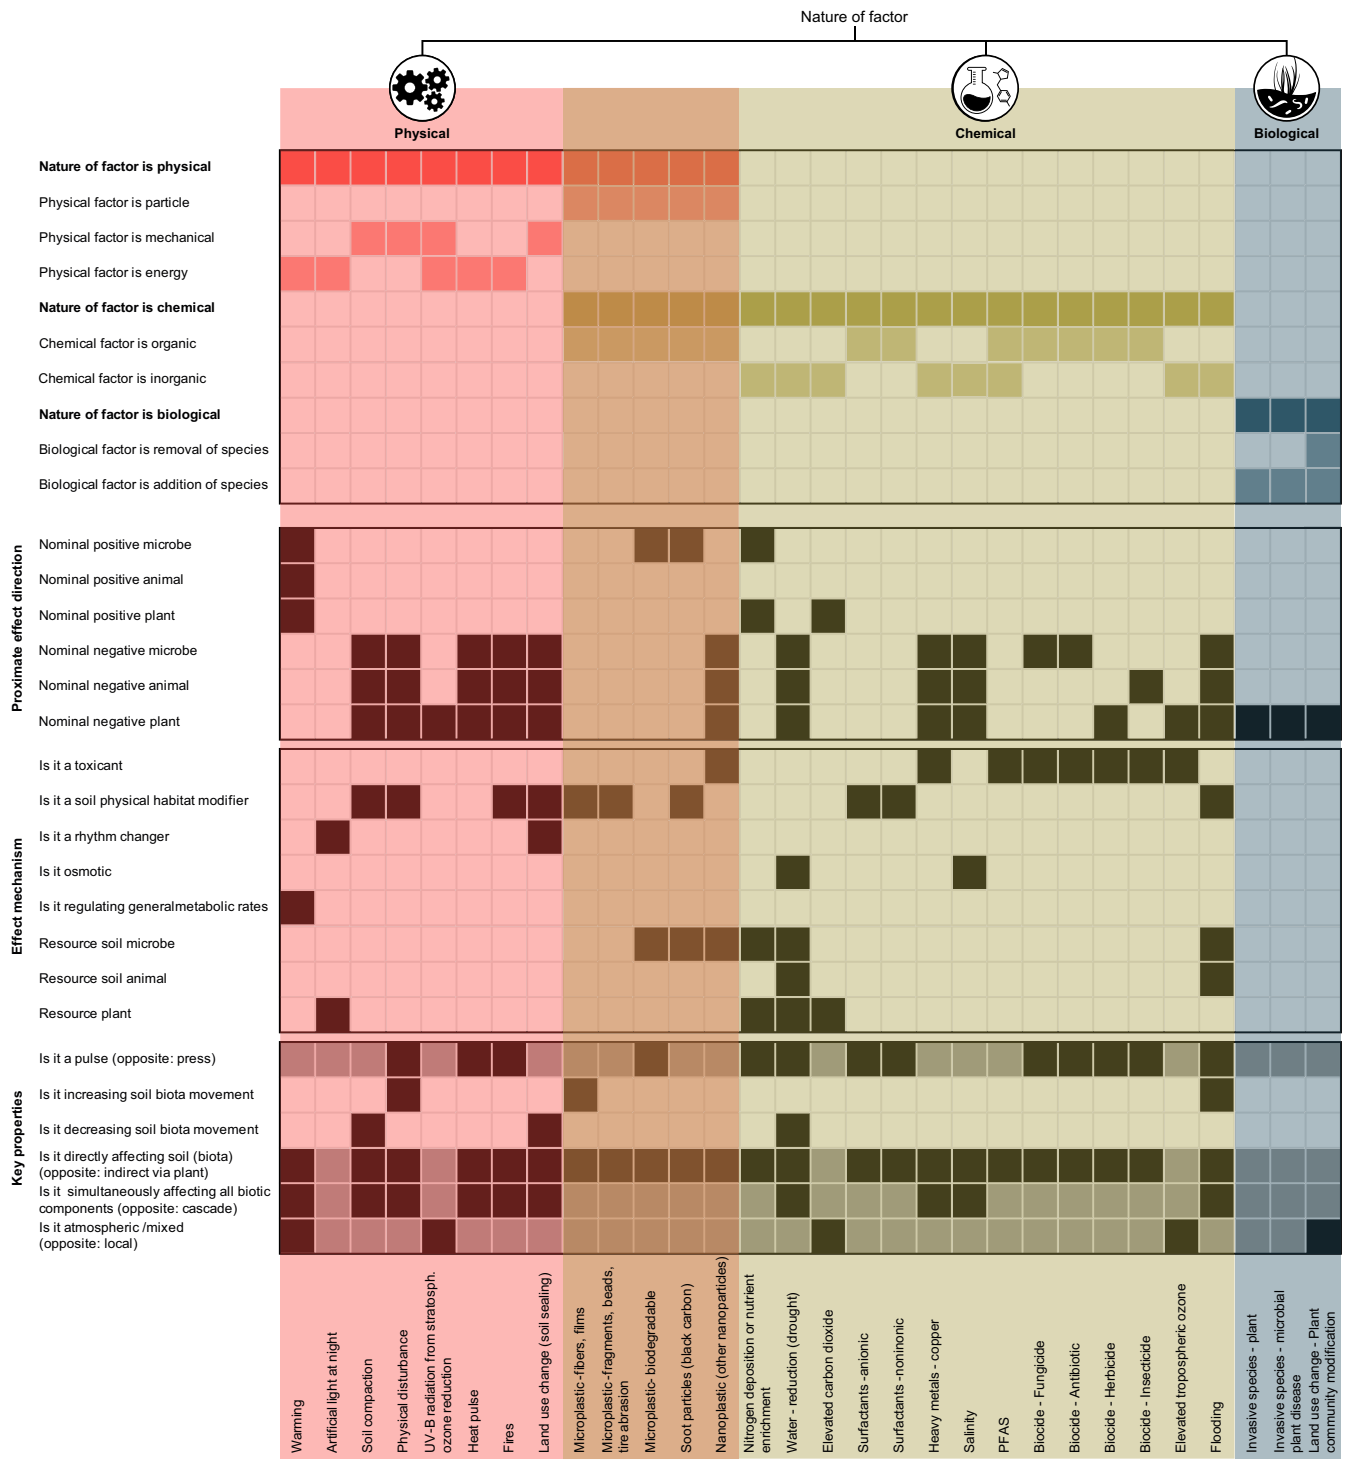 Nature of factor
Physical
Chemical
Biological
Nature of factor is physical
Physical factor is particle
Physical factor is mechanical
Physical factor is energy
Nature of factor is chemical
Chemical factor is organic
Chemical factor is inorganic
Nature of factor is biological
Biological factor is removal of species
Biological factor is addition of species
Proximate effect direction
Nominal positive microbe
Nominal positive animal
Nominal positive plant
Nominal negative microbe
Nominal negative animal
Nominal negative plant
Effect mechanism
Is it a toxicant
Is it a soil physical habitat modifier
Is it a rhythm changer
Is it osmotic
Is it regulating generalmetabolic rates
Resource soil microbe
Resource soil animal
Resource plant
Key properties
Is it a pulse (opposite: press)
Is it increasing soil biota movement
Is it decreasing soil biota movement
Is it directly affecting soil (biota)
(opposite: indirect via plant)
Is it simultaneously affecting all biotic
components (opposite: cascade)
Is it atmospheric /mixed
(opposite: local)
Warming
Artificial light at night
Soil compaction
Physical disturbance
UV-B radiation from stratosph.
ozone reduction
Heat pulse
Fires
Land use change (soil sealing)
Microplastic -fibers, films
Microplastic -fragments, beads,
tire abrasion
Microplastic- biodegradable
Soot particles (black carbon)
Nanoplastic (other nanoparticles)
Nitrogen deposition or nutrient
enrichment
Water - reduction (drought)
Elevated carbon dioxide
Surfactants -anionic
Surfactants -noninonic
Heavy metals - copper
Salinity
PFAS
Biocide - Fungicide
Biocide - Antibiotic
Biocide - Herbicide
Biocide - Insecticide
Elevated tropospheric ozone
Flooding
Invasive species - plant
Invasive species - microbial
plant disease
Land use change - Plant
community modification